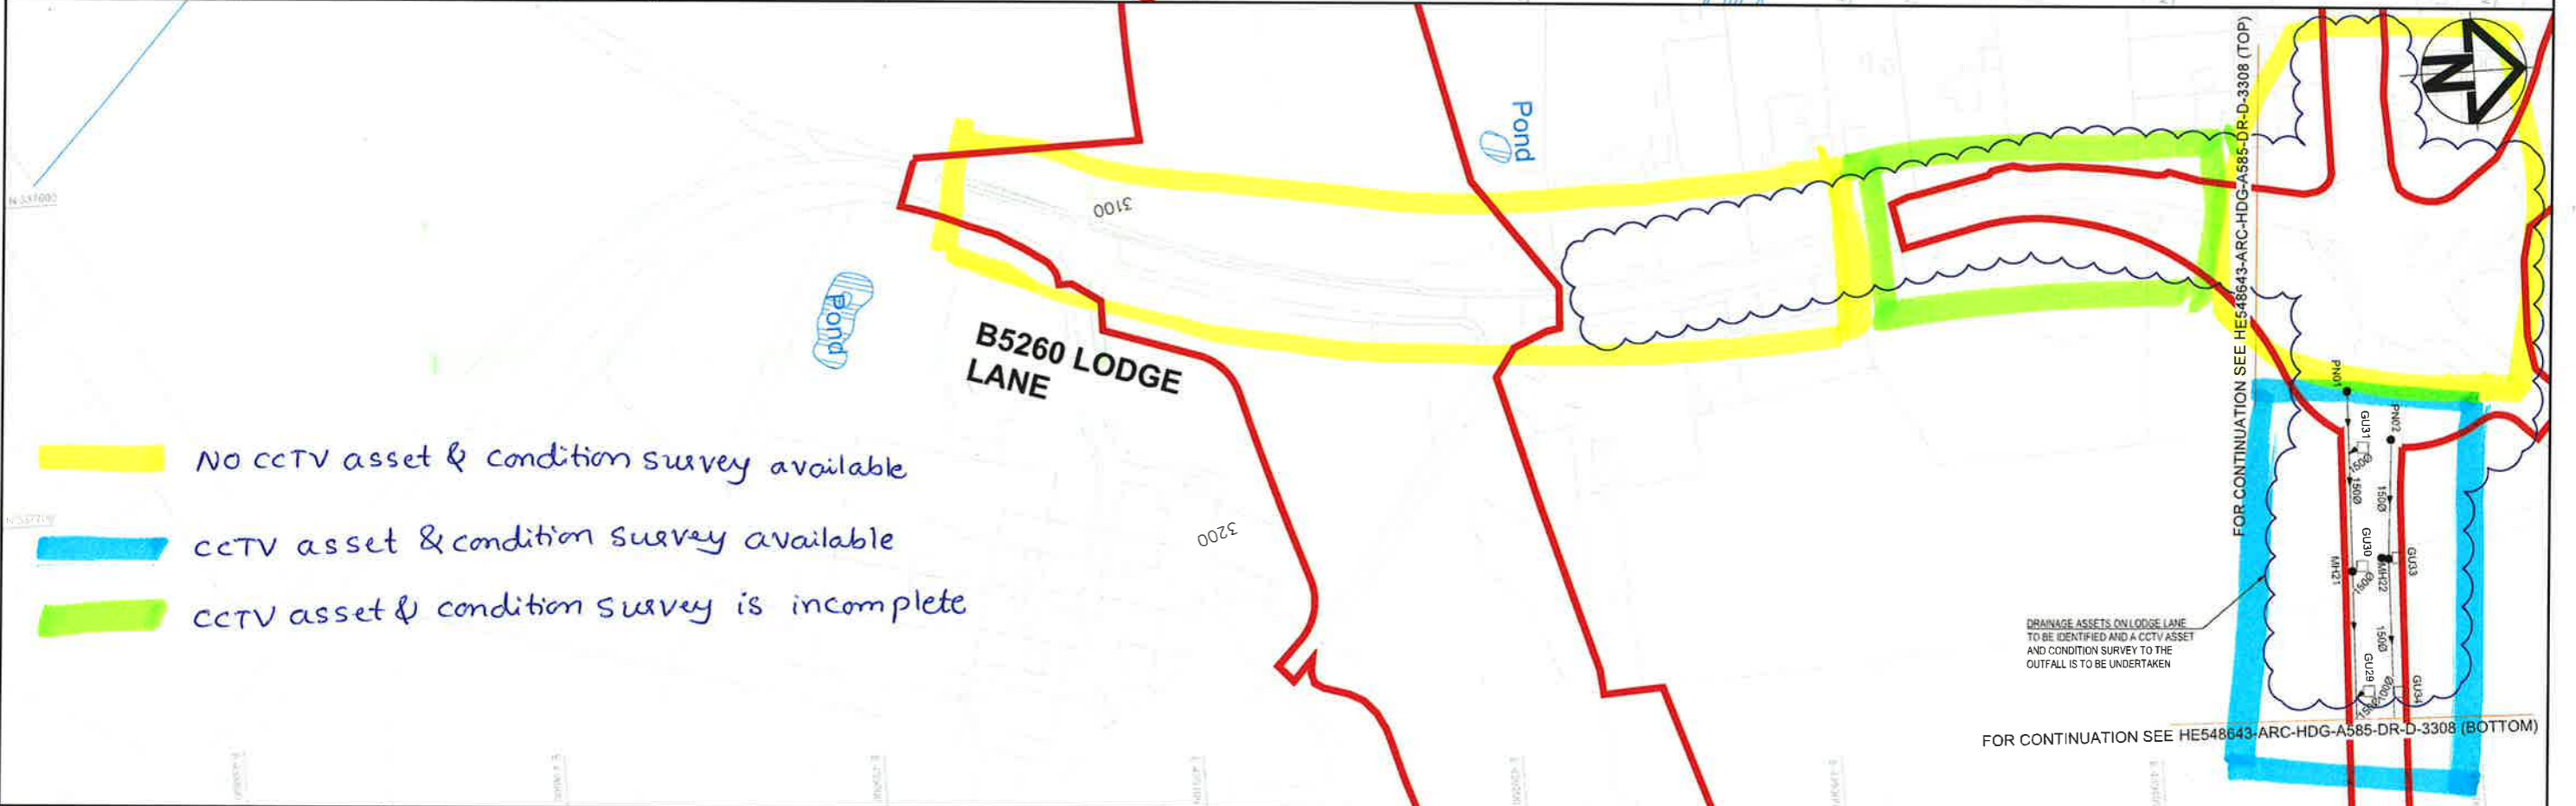 FOR CONTINUATION SEE HE548643-ARC-HDG-A585-DR-D-3308 (TOP)
N
Pond
3100
Pond
B5260 LODGE
LANE
3200
NO CCTV asset & condition survey available
CCTV asset & condition survey available
CCTV asset & condition survey is incomplete
PN01
PN02
GU31
150Ø
150Ø
150Ø
GU30
MH21
150Ø
MH22
GU33
150Ø
GU29
150Ø
100Ø
GU34
DRAINAGE ASSETS ON LODGE LANE
TO BE IDENTIFIED AND A CCTV ASSET
AND CONDITION SURVEY TO THE
OUTFALL IS TO BE UNDERTAKEN
FOR CONTINUATION SEE HE548643-ARC-HDG-A585-DR-D-3308 (BOTTOM)